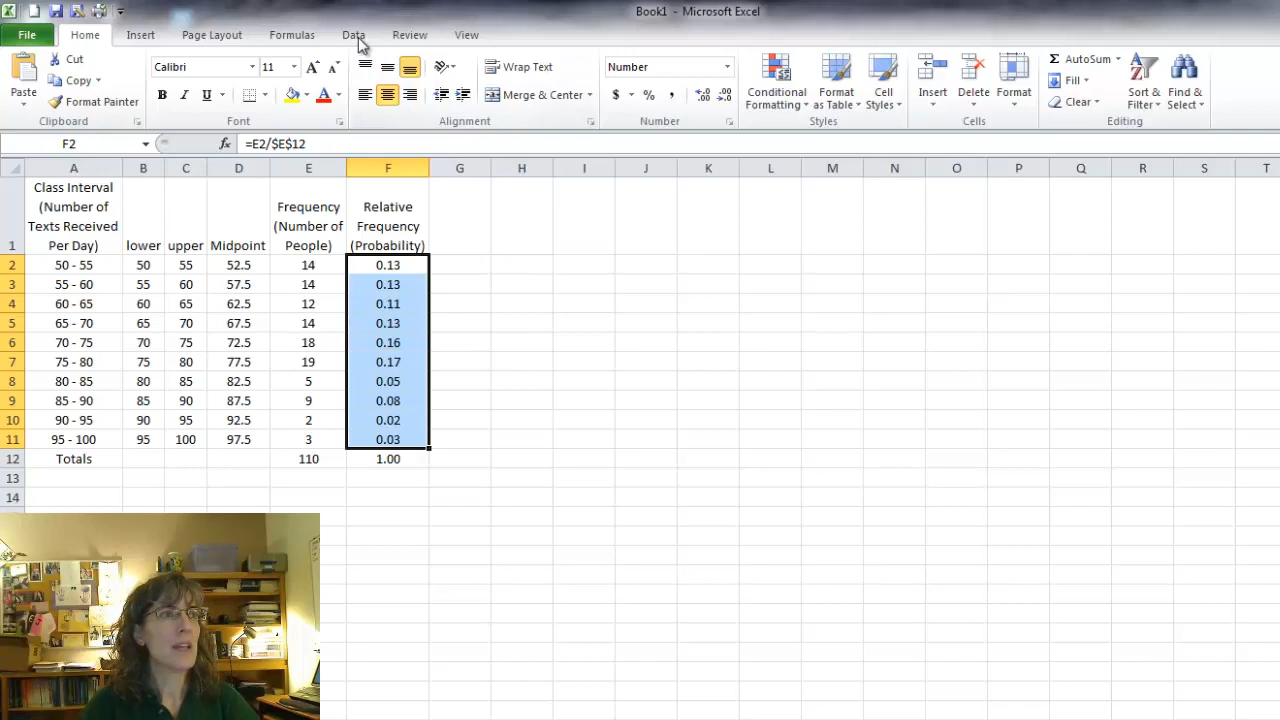 Book1 - Microsoft Excel
File Home Insert Page Layout Formulas Data Review View
Cut
Copy
Format Painter
Paste
Clipboard
Calibri 11
B I U
Font
Wrap Text
Merge & Center
Alignment
Number
$ % ,
Number
Conditional Formatting
Format as Table
Cell Styles
Styles
Insert Delete Format
Cells
AutoSum
Fill
Clear
Sort & Filter
Find & Select
Editing
F2 fx =E2/$E$12
A B C D E F G H I J K L M N O P Q R S T
1 Class Interval (Number of Texts Received Per Day) lower upper Midpoint Frequency (Number of People) Relative Frequency (Probability)
2 50 - 55 50 55 52.5 14 0.13
3 55 - 60 55 60 57.5 14 0.13
4 60 - 65 60 65 62.5 12 0.11
5 65 - 70 65 70 67.5 14 0.13
6 70 - 75 70 75 72.5 18 0.16
7 75 - 80 75 80 77.5 19 0.17
8 80 - 85 80 85 82.5 5 0.05
9 85 - 90 85 90 87.5 9 0.08
10 90 - 95 90 95 92.5 2 0.02
11 95 - 100 95 100 97.5 3 0.03
12 Totals 110 1.00
13
14